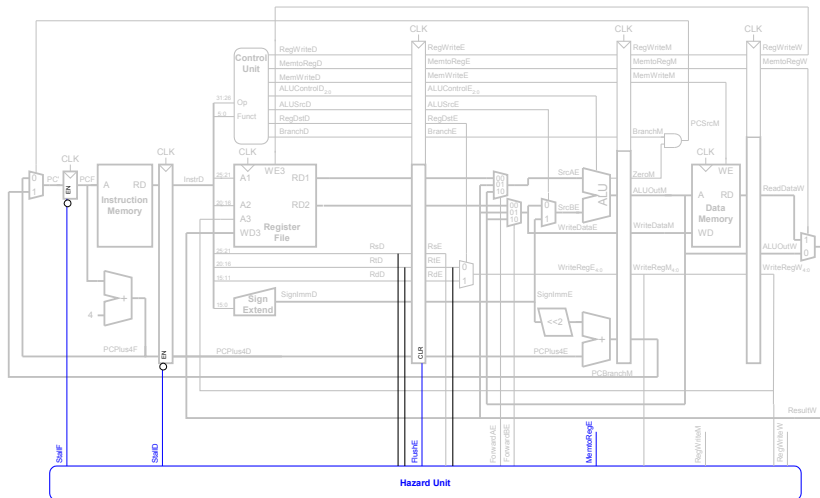 CLK CLK CLK
Control Unit
RegWriteD RegWriteE RegWriteM RegWriteW
MemtoRegD MemtoRegE MemtoRegM MemtoRegW
MemWriteD MemWriteE MemWriteM
ALUControlD2:0 ALUControlE2:0
31:26 Op ALUSrcD ALUSrcE
5:0 Funct RegDstD RegDstE PCSrcM
BranchD BranchE BranchM
CLK CLK CLK CLK
0 1 PC' EN PCF A RD InstrD
Instruction Memory
25:21 A1 WE3 RD1 00 01 10 SrcAE ALU ZeroM WE
20:16 A2 RD2 00 01 10 0 1 SrcBE ALUOutM A RD ReadDataW
A3
WD3 Register File WriteDataE WriteDataM WD Data Memory 1 0
25:21 RsD RsE ALUOutW
20:16 RtD RtE 0
15:11 RdD RdE 1 WriteRegE4:0 WriteRegM4:0 WriteRegW4:0
15:0 Sign Extend SignImmD SignImmE
+
4
<<2 +
PCPlus4F EN PCPlus4D CLR PCPlus4E
PCBranchM
ResultW
StallF StallD FlushE ForwardAE ForwardBE MemtoRegE RegWriteM RegWriteW
Hazard Unit